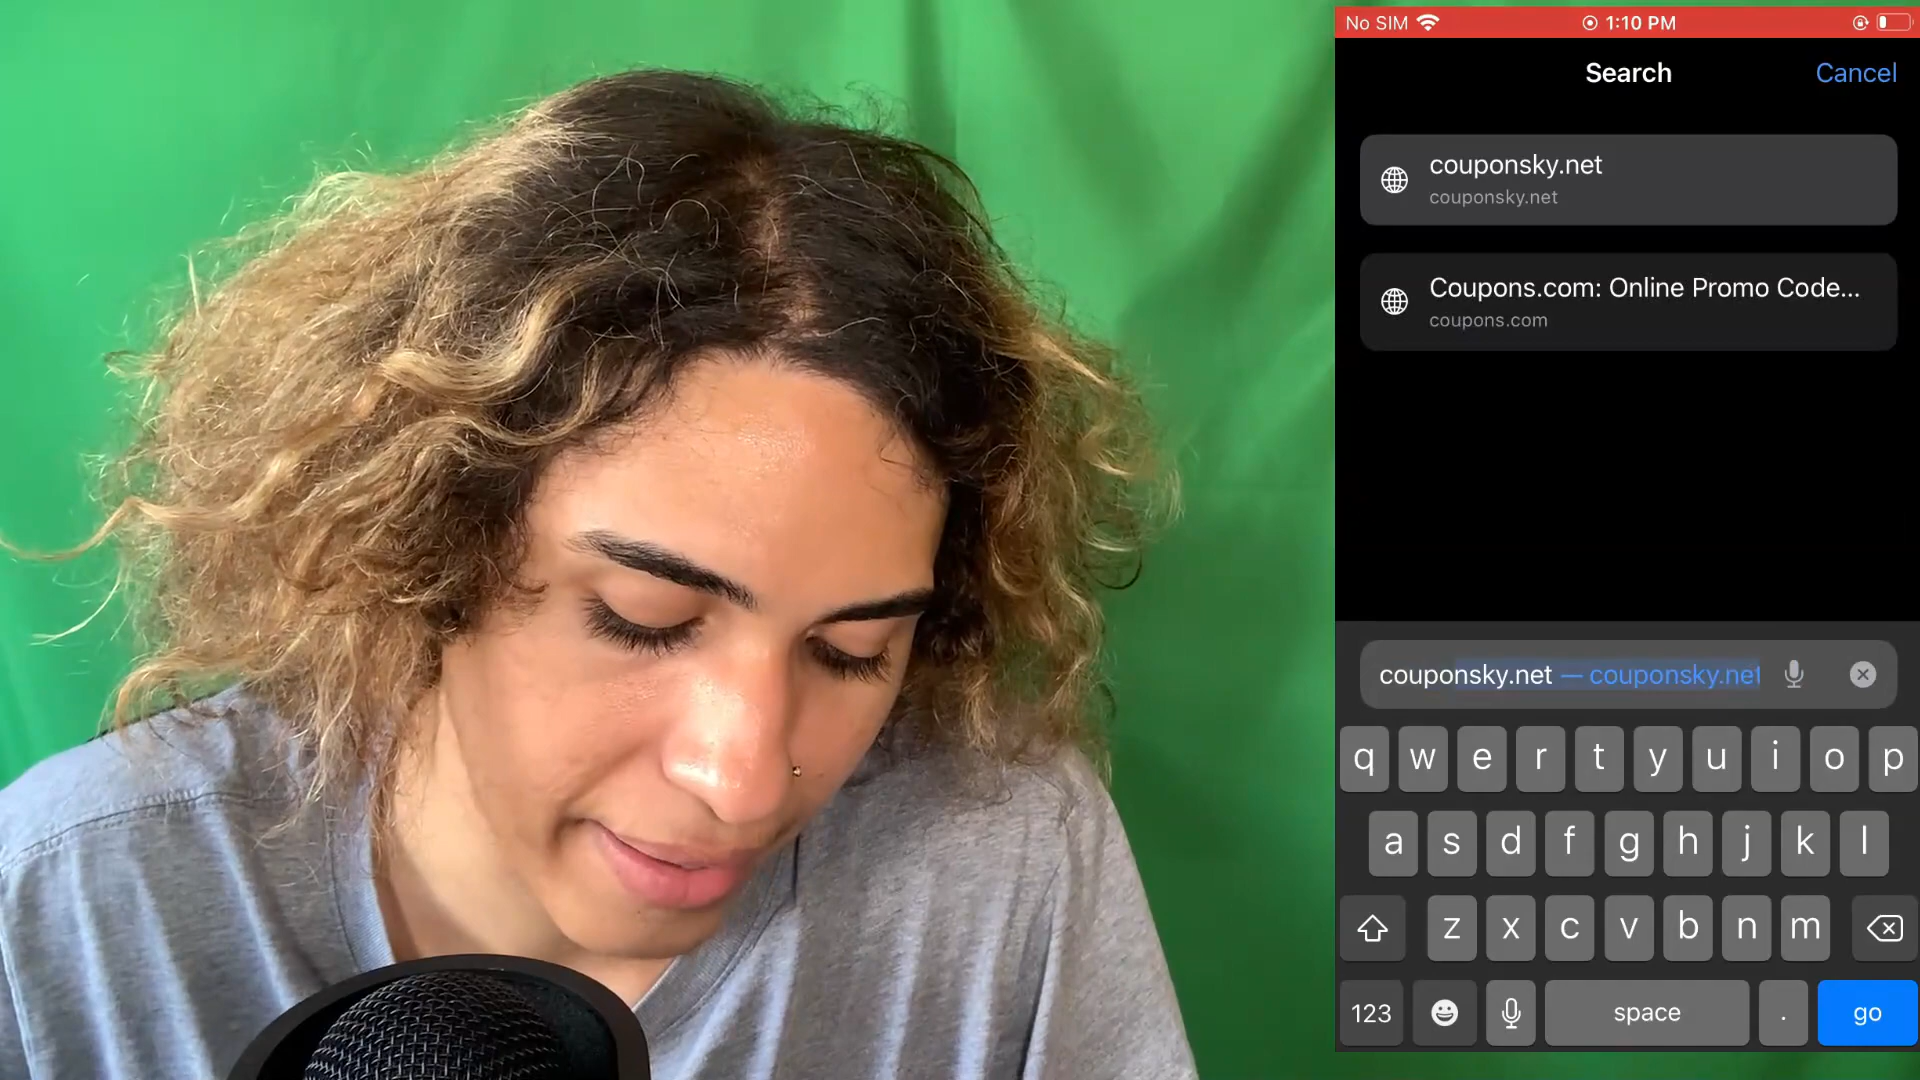 No SIM 1:10 PM
Search Cancel
couponsky.net
couponsky.net
Coupons.com: Online Promo Code...
coupons.com
couponsky.net — couponsky.net
q w e r t y u i o p
a s d f g h j k l
z x c v b n m
123 space . go